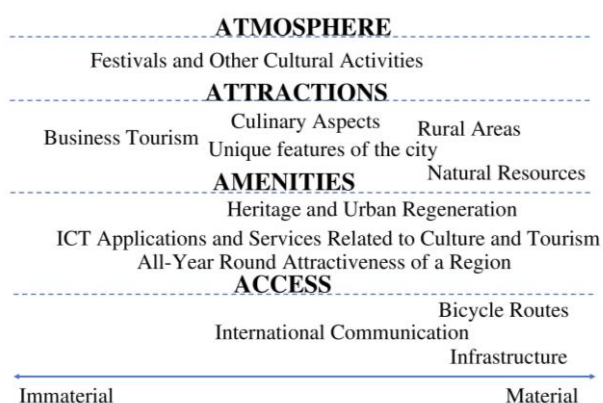 ATMOSPHERE
Festivals and Other Cultural Activities
ATTRACTIONS
Culinary Aspects
Rural Areas
Business Tourism
Unique features of the city
Natural Resources
AMENITIES
Heritage and Urban Regeneration
ICT Applications and Services Related to Culture and Tourism
All-Year Round Attractiveness of a Region
ACCESS
Bicycle Routes
International Communication
Infrastructure
Immaterial
Material